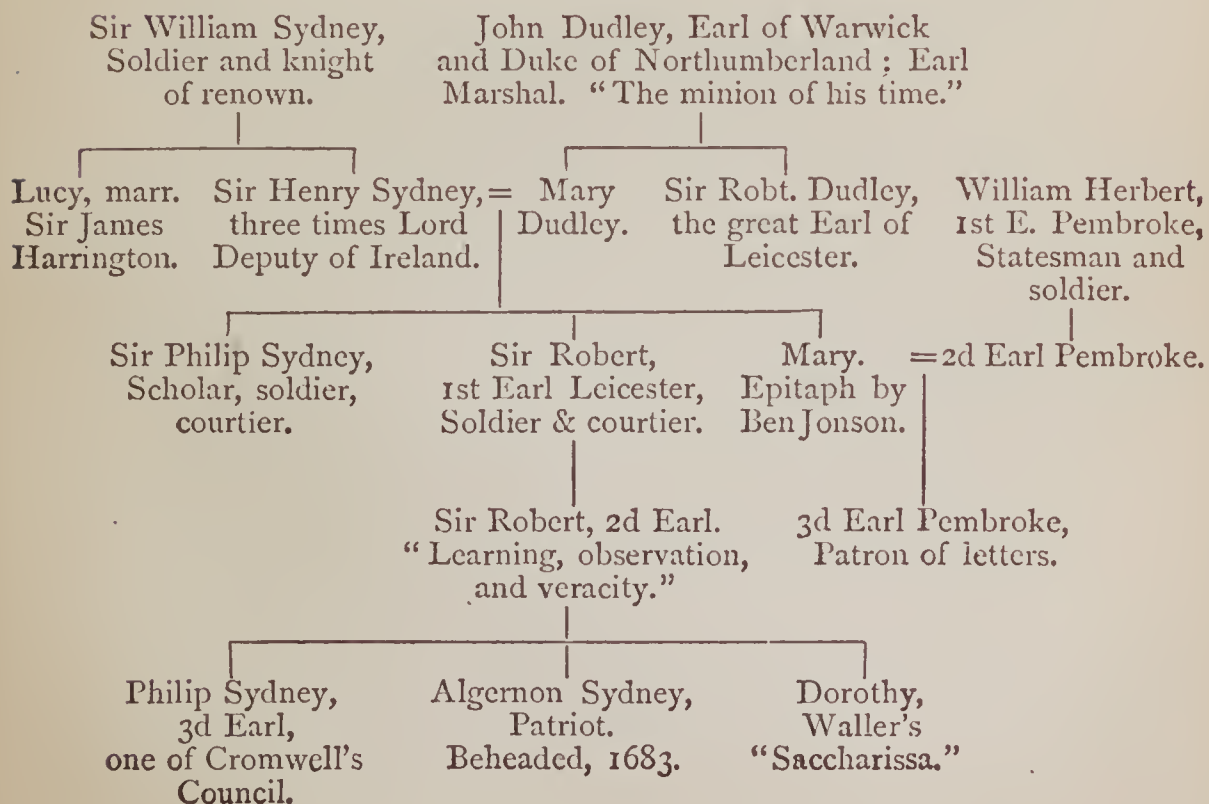 Sir William Sydney,
Soldier and knight
of renown.
John Dudley, Earl of Warwick
and Duke of Northumberland ; Earl
Marshal. “ The minion of his time.”
Lucy, marr.
Sir James
Harrington.
Sir Henry Sydney,
three times Lord
Deputy of Ireland.
=
Mary
Dudley.
Sir Robt. Dudley,
the great Earl of
Leicester.
William Herbert,
1st E. Pembroke,
Statesman and
soldier.
Sir Philip Sydney,
Scholar, soldier,
courtier.
Sir Robert,
1st Earl Leicester,
Soldier & courtier.
Mary.
Epitaph by
Ben Jonson.
= 2d Earl Pembroke.
Sir Robert, 2d Earl.
“ Learning, observation,
and veracity.”
3d Earl Pembroke,
Patron of letters.
Philip Sydney,
3d Earl,
one of Cromwell’s
Council.
Algernon Sydney,
Patriot.
Beheaded, 1683.
Dorothy,
Waller’s
“Saccharissa.”